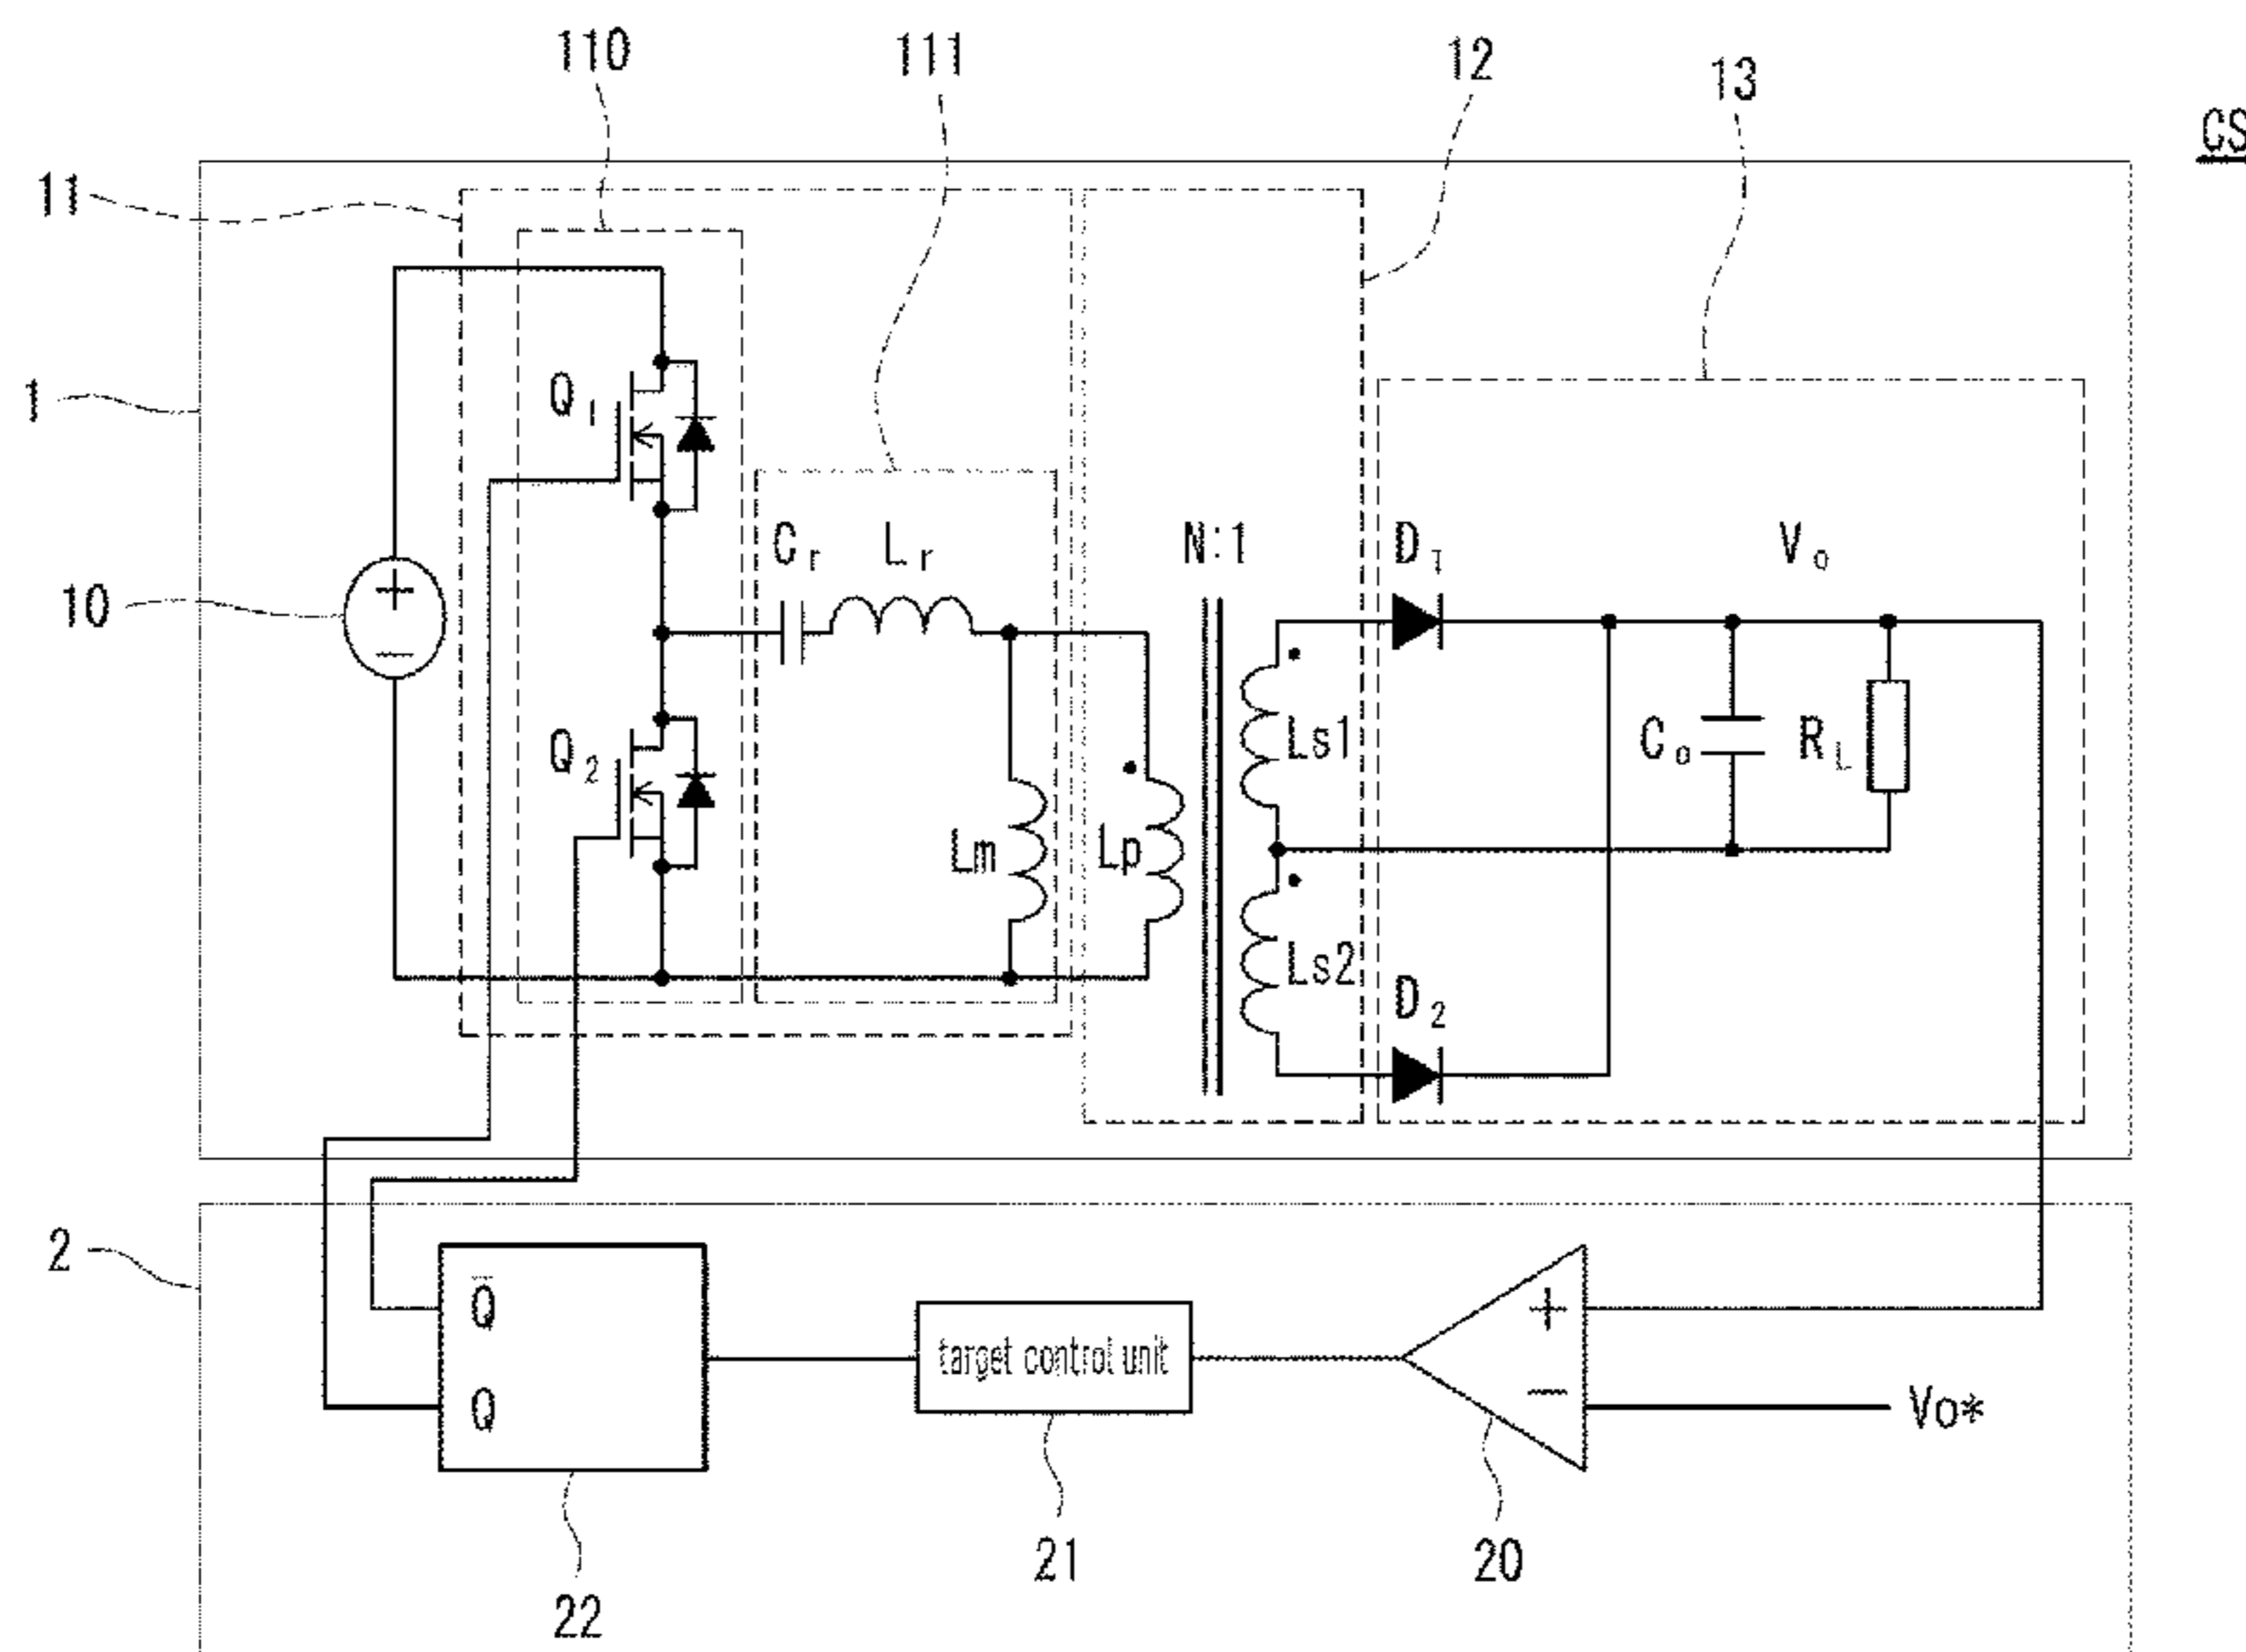 110
111
12
13
CS
11
1
10
Q1
Cr
Lr
N:1
D1
Vo
Q2
Lm
Lp
Ls1
Co
RL
Ls2
D2
+
−
2
Q̅
Q
target control unit
+
−
Vo*
22
21
20